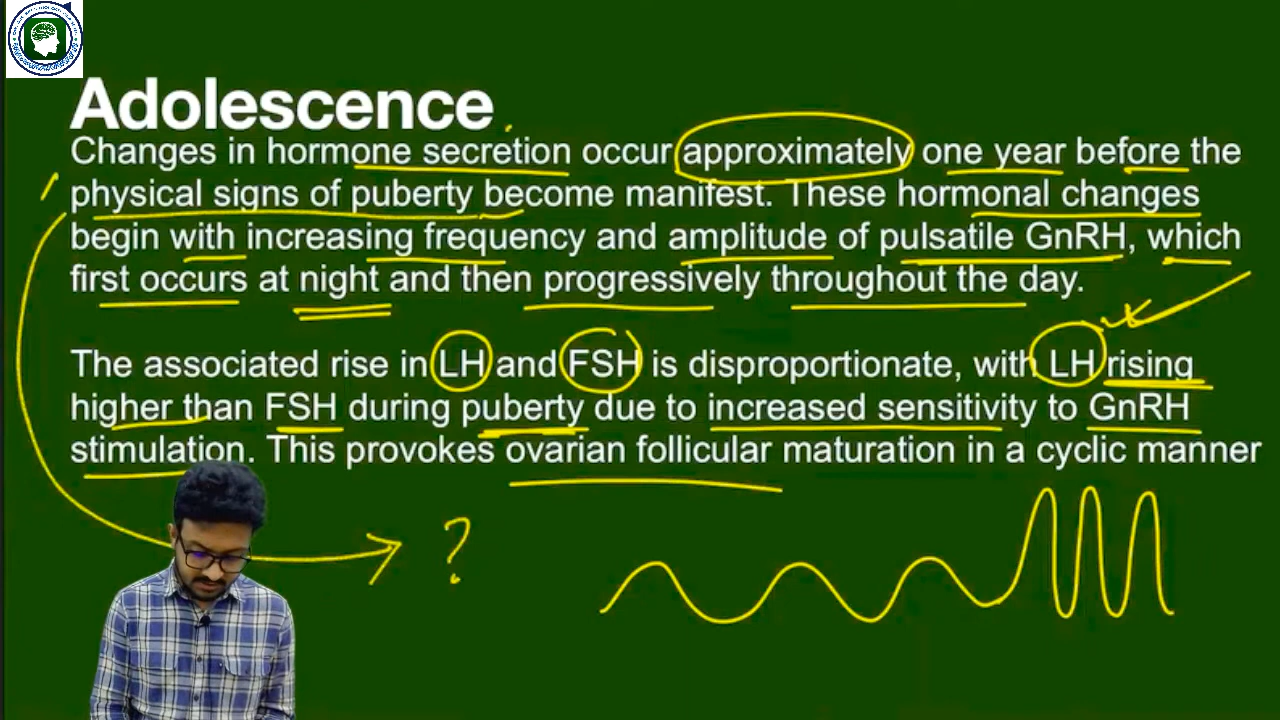 Adolescence
Changes in hormone secretion occur approximately one year before the
physical signs of puberty become manifest. These hormonal changes
begin with increasing frequency and amplitude of pulsatile GnRH, which
first occurs at night and then progressively throughout the day.
The associated rise in LH and FSH is disproportionate, with LH rising
higher than FSH during puberty due to increased sensitivity to GnRH
stimulation. This provokes ovarian follicular maturation in a cyclic manner
?